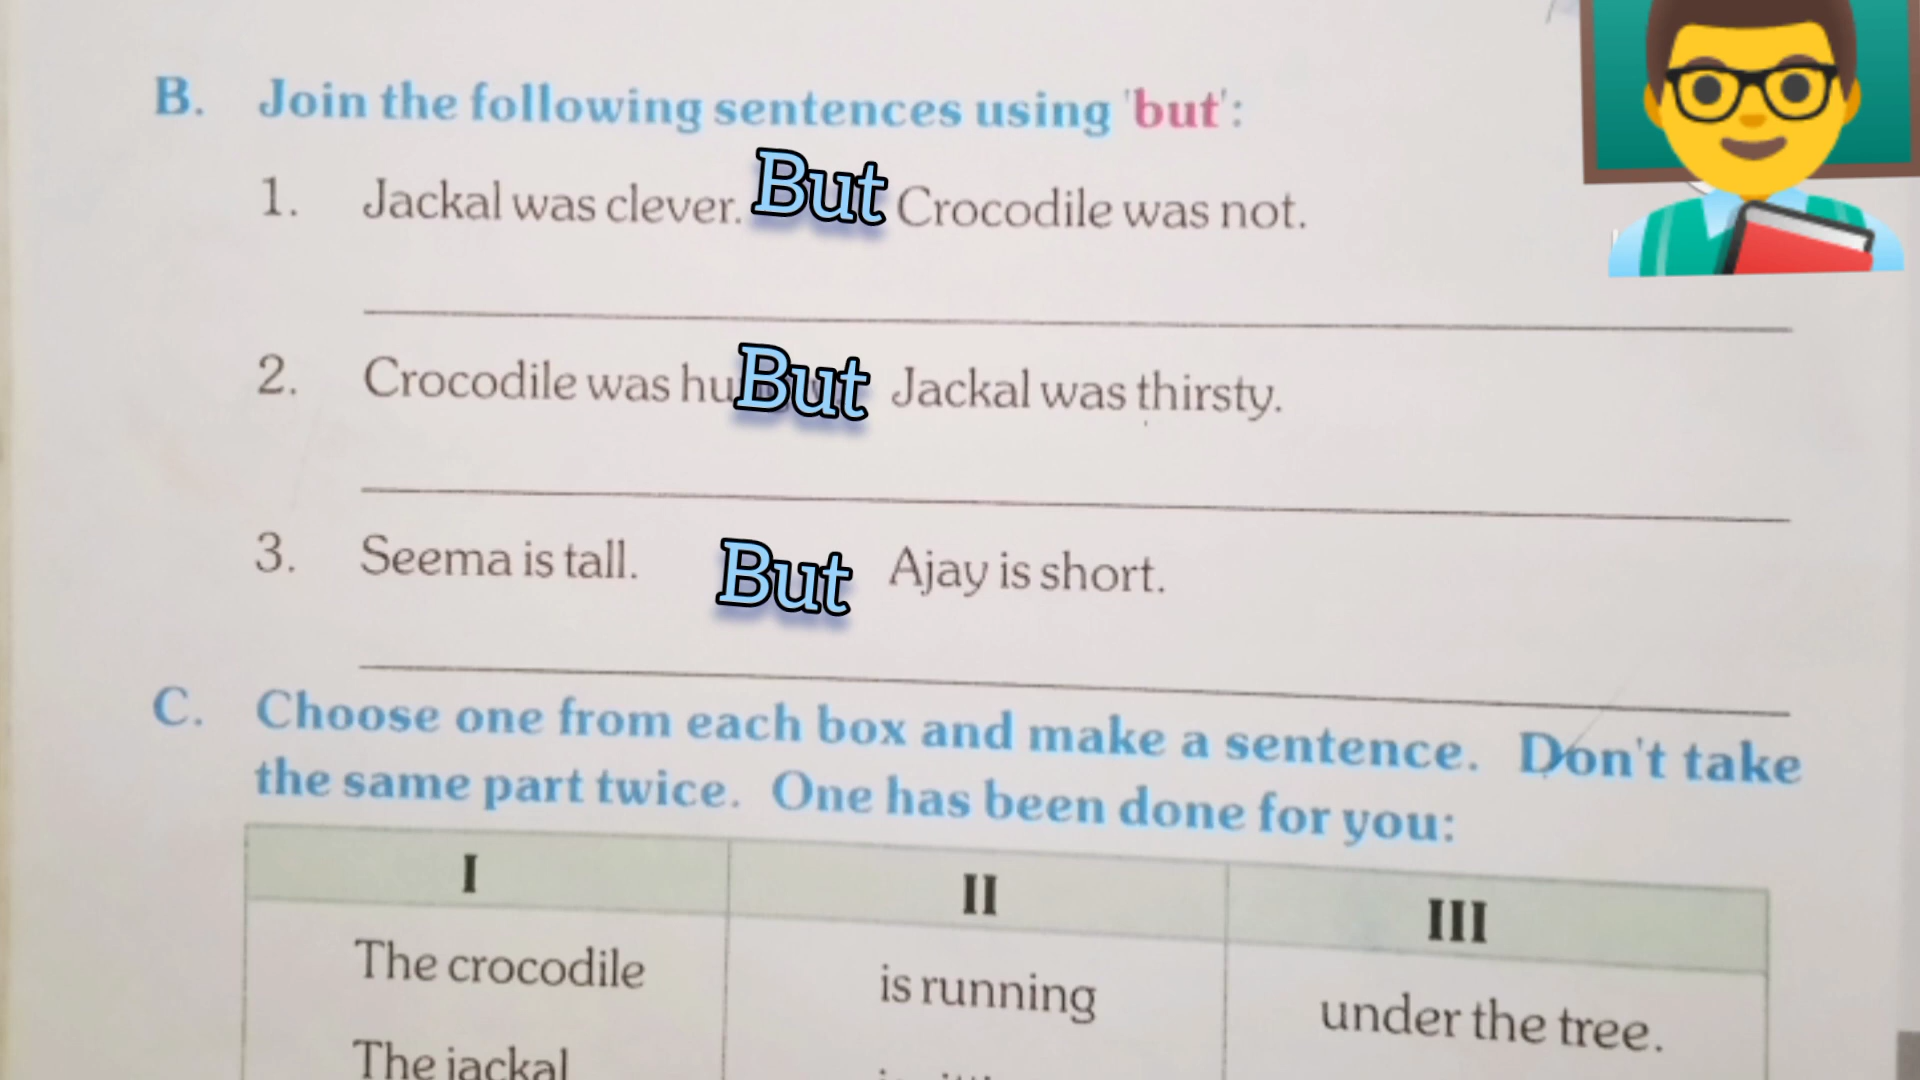 B. Join the following sentences using 'but':
1. Jackal was clever. But Crocodile was not.
2. Crocodile was But Jackal was thirsty.
3. Seema is tall. But Ajay is short.
C. Choose one from each box and make a sentence. Don't take
the same part twice. One has been done for you:
I II III
The crocodile is running under the tree.
The jackal